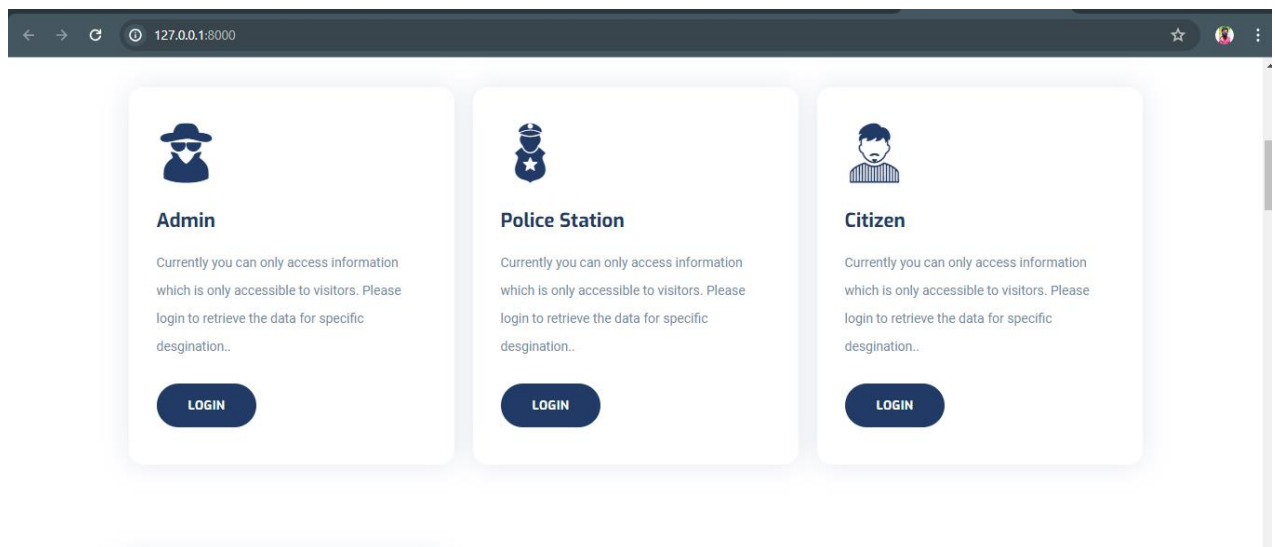 127.0.0.1:8000
Admin
Currently you can only access information
which is only accessible to visitors. Please
login to retrieve the data for specific
desgination..
LOGIN
Police Station
Currently you can only access information
which is only accessible to visitors. Please
login to retrieve the data for specific
desgination..
LOGIN
Citizen
Currently you can only access information
which is only accessible to visitors. Please
login to retrieve the data for specific
desgination..
LOGIN